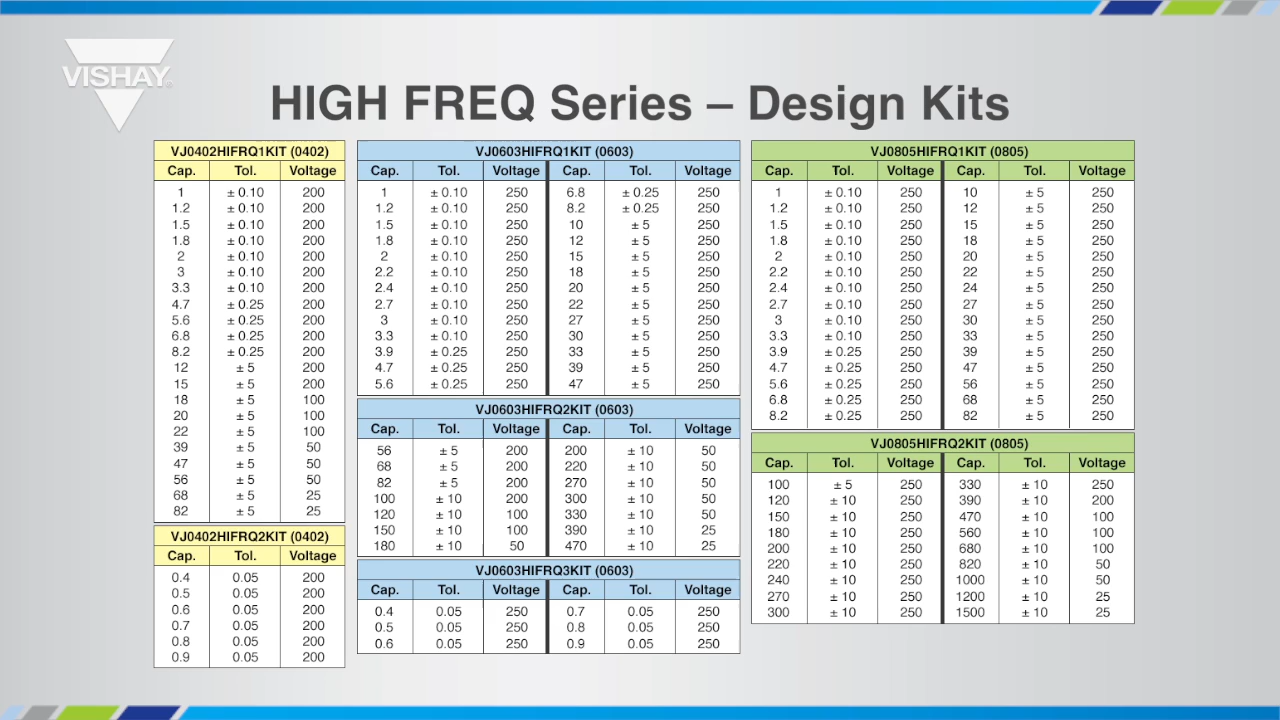 VISHAY
HIGH FREQ Series – Design Kits
VJ0402HIFRQ1KIT (0402)
Cap. Tol. Voltage
1 ± 0.10 200
1.2 ± 0.10 200
1.5 ± 0.10 200
1.8 ± 0.10 200
2 ± 0.10 200
3 ± 0.10 200
3.3 ± 0.10 200
4.7 ± 0.25 200
5.6 ± 0.25 200
6.8 ± 0.25 200
8.2 ± 0.25 200
12 ± 5 200
15 ± 5 200
18 ± 5 100
20 ± 5 100
22 ± 5 100
39 ± 5 50
47 ± 5 50
56 ± 5 50
68 ± 5 25
82 ± 5 25
VJ0402HIFRQ2KIT (0402)
Cap. Tol. Voltage
0.4 0.05 200
0.5 0.05 200
0.6 0.05 200
0.7 0.05 200
0.8 0.05 200
0.9 0.05 200
VJ0603HIFRQ1KIT (0603)
Cap. Tol. Voltage Cap. Tol. Voltage
1 ± 0.10 250 6.8 ± 0.25 250
1.2 ± 0.10 250 8.2 ± 0.25 250
1.5 ± 0.10 250 10 ± 5 250
1.8 ± 0.10 250 12 ± 5 250
2 ± 0.10 250 15 ± 5 250
2.2 ± 0.10 250 18 ± 5 250
2.4 ± 0.10 250 20 ± 5 250
2.7 ± 0.10 250 22 ± 5 250
3 ± 0.10 250 27 ± 5 250
3.3 ± 0.10 250 30 ± 5 250
3.9 ± 0.25 250 33 ± 5 250
4.7 ± 0.25 250 39 ± 5 250
5.6 ± 0.25 250 47 ± 5 250
VJ0603HIFRQ2KIT (0603)
Cap. Tol. Voltage Cap. Tol. Voltage
56 ± 5 200 200 ± 10 50
68 ± 5 200 220 ± 10 50
82 ± 5 200 270 ± 10 50
100 ± 10 200 300 ± 10 50
120 ± 10 100 330 ± 10 50
150 ± 10 100 390 ± 10 25
180 ± 10 50 470 ± 10 25
VJ0603HIFRQ3KIT (0603)
Cap. Tol. Voltage Cap. Tol. Voltage
0.4 0.05 250 0.7 0.05 250
0.5 0.05 250 0.8 0.05 250
0.6 0.05 250 0.9 0.05 250
VJ0805HIFRQ1KIT (0805)
Cap. Tol. Voltage Cap. Tol. Voltage
1 ± 0.10 250 10 ± 5 250
1.2 ± 0.10 250 12 ± 5 250
1.5 ± 0.10 250 15 ± 5 250
1.8 ± 0.10 250 18 ± 5 250
2 ± 0.10 250 20 ± 5 250
2.2 ± 0.10 250 22 ± 5 250
2.4 ± 0.10 250 24 ± 5 250
2.7 ± 0.10 250 27 ± 5 250
3 ± 0.10 250 30 ± 5 250
3.3 ± 0.10 250 33 ± 5 250
3.9 ± 0.25 250 39 ± 5 250
4.7 ± 0.25 250 47 ± 5 250
5.6 ± 0.25 250 56 ± 5 250
6.8 ± 0.25 250 68 ± 5 250
8.2 ± 0.25 250 82 ± 5 250
VJ0805HIFRQ2KIT (0805)
Cap. Tol. Voltage Cap. Tol. Voltage
100 ± 5 250 330 ± 10 250
120 ± 10 250 390 ± 10 200
150 ± 10 250 470 ± 10 100
180 ± 10 250 560 ± 10 100
200 ± 10 250 680 ± 10 100
220 ± 10 250 820 ± 10 50
240 ± 10 250 1000 ± 10 50
270 ± 10 250 1200 ± 10 25
300 ± 10 250 1500 ± 10 25